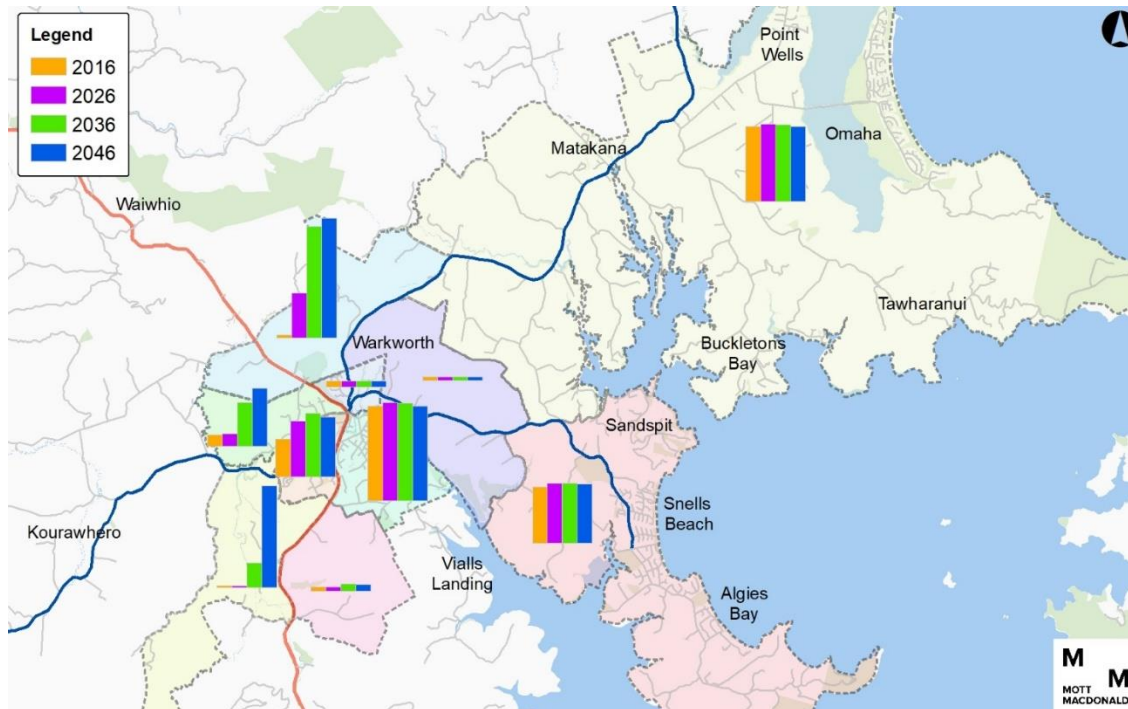 Legend
2016
2026
2036
2046
Point
Wells
Omaha
Matakana
Waiwhio
Tawharanui
Buckletons
Bay
Warkworth
Sandspit
Snells
Beach
Kourawhero
Vialls
Landing
Algies
Bay
M
M
MOTT
MACDONALD